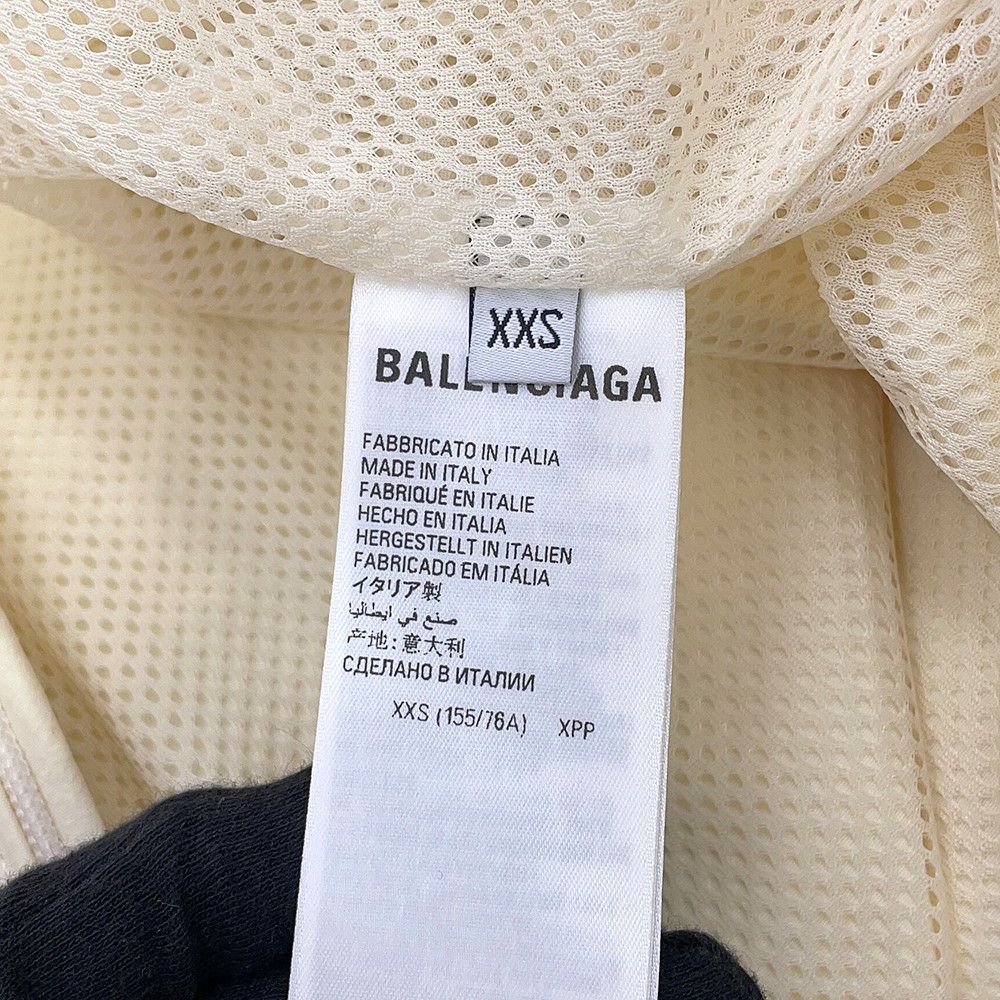 XXS
BALENCIAGA
FABBRICATO IN ITALIA
MADE IN ITALY
FABRIQUÉ EN ITALIE
HECHO EN ITALIA
HERGESTELLT IN ITALIEN
FABRICADO EM ITÁLIA
イタリア製
صنع في ايطاليا
产地:意大利
СДЕЛАНО В ИТАЛИИ
XXS (155/76A) XPP